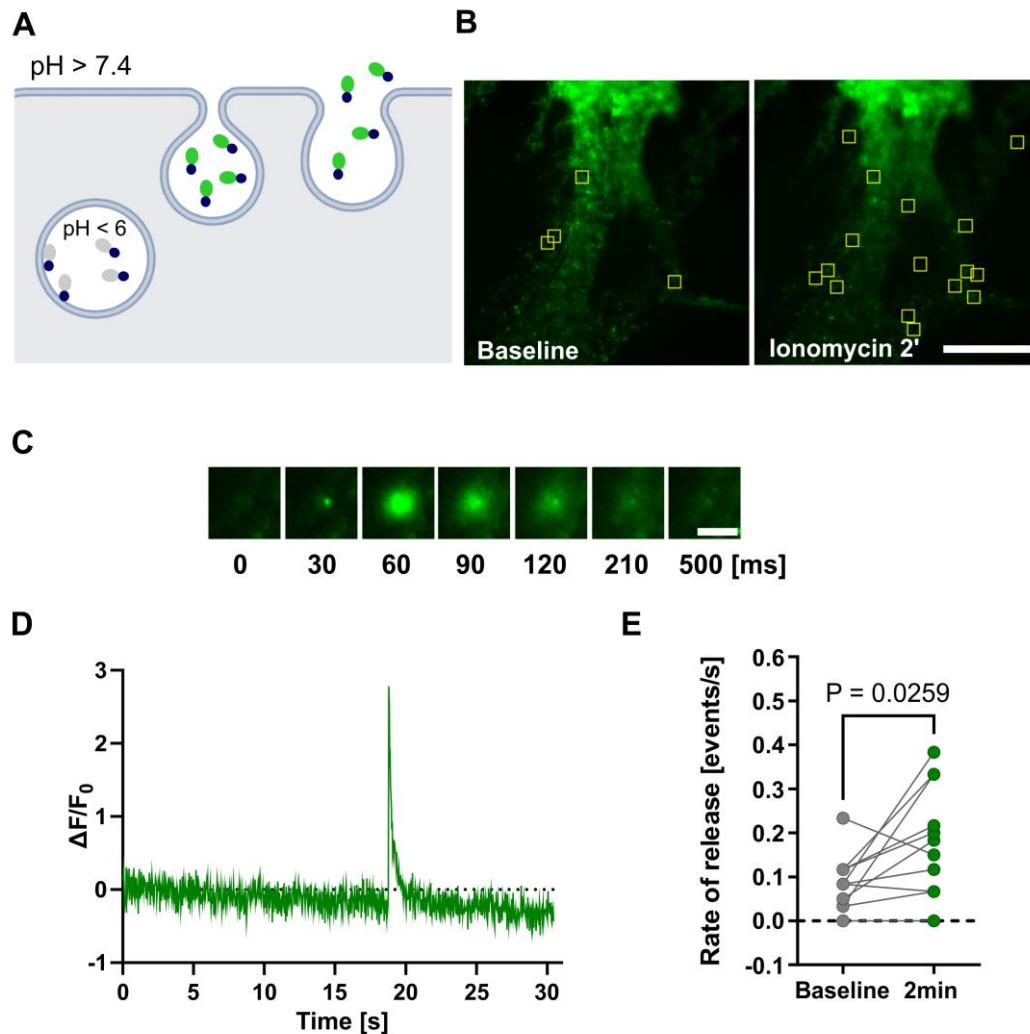 A
pH > 7.4
pH < 6
B
Baseline
Ionomycin 2'
C
0 30 60 90 120 210 500 [ms]
D
ΔF/F0
3
2
1
0
-1
0 5 10 15 20 25 30
Time [s]
E
Rate of release [events/s]
0.6
0.5
0.4
0.3
0.2
0.1
0.0
-0.1
P = 0.0259
Baseline 2min